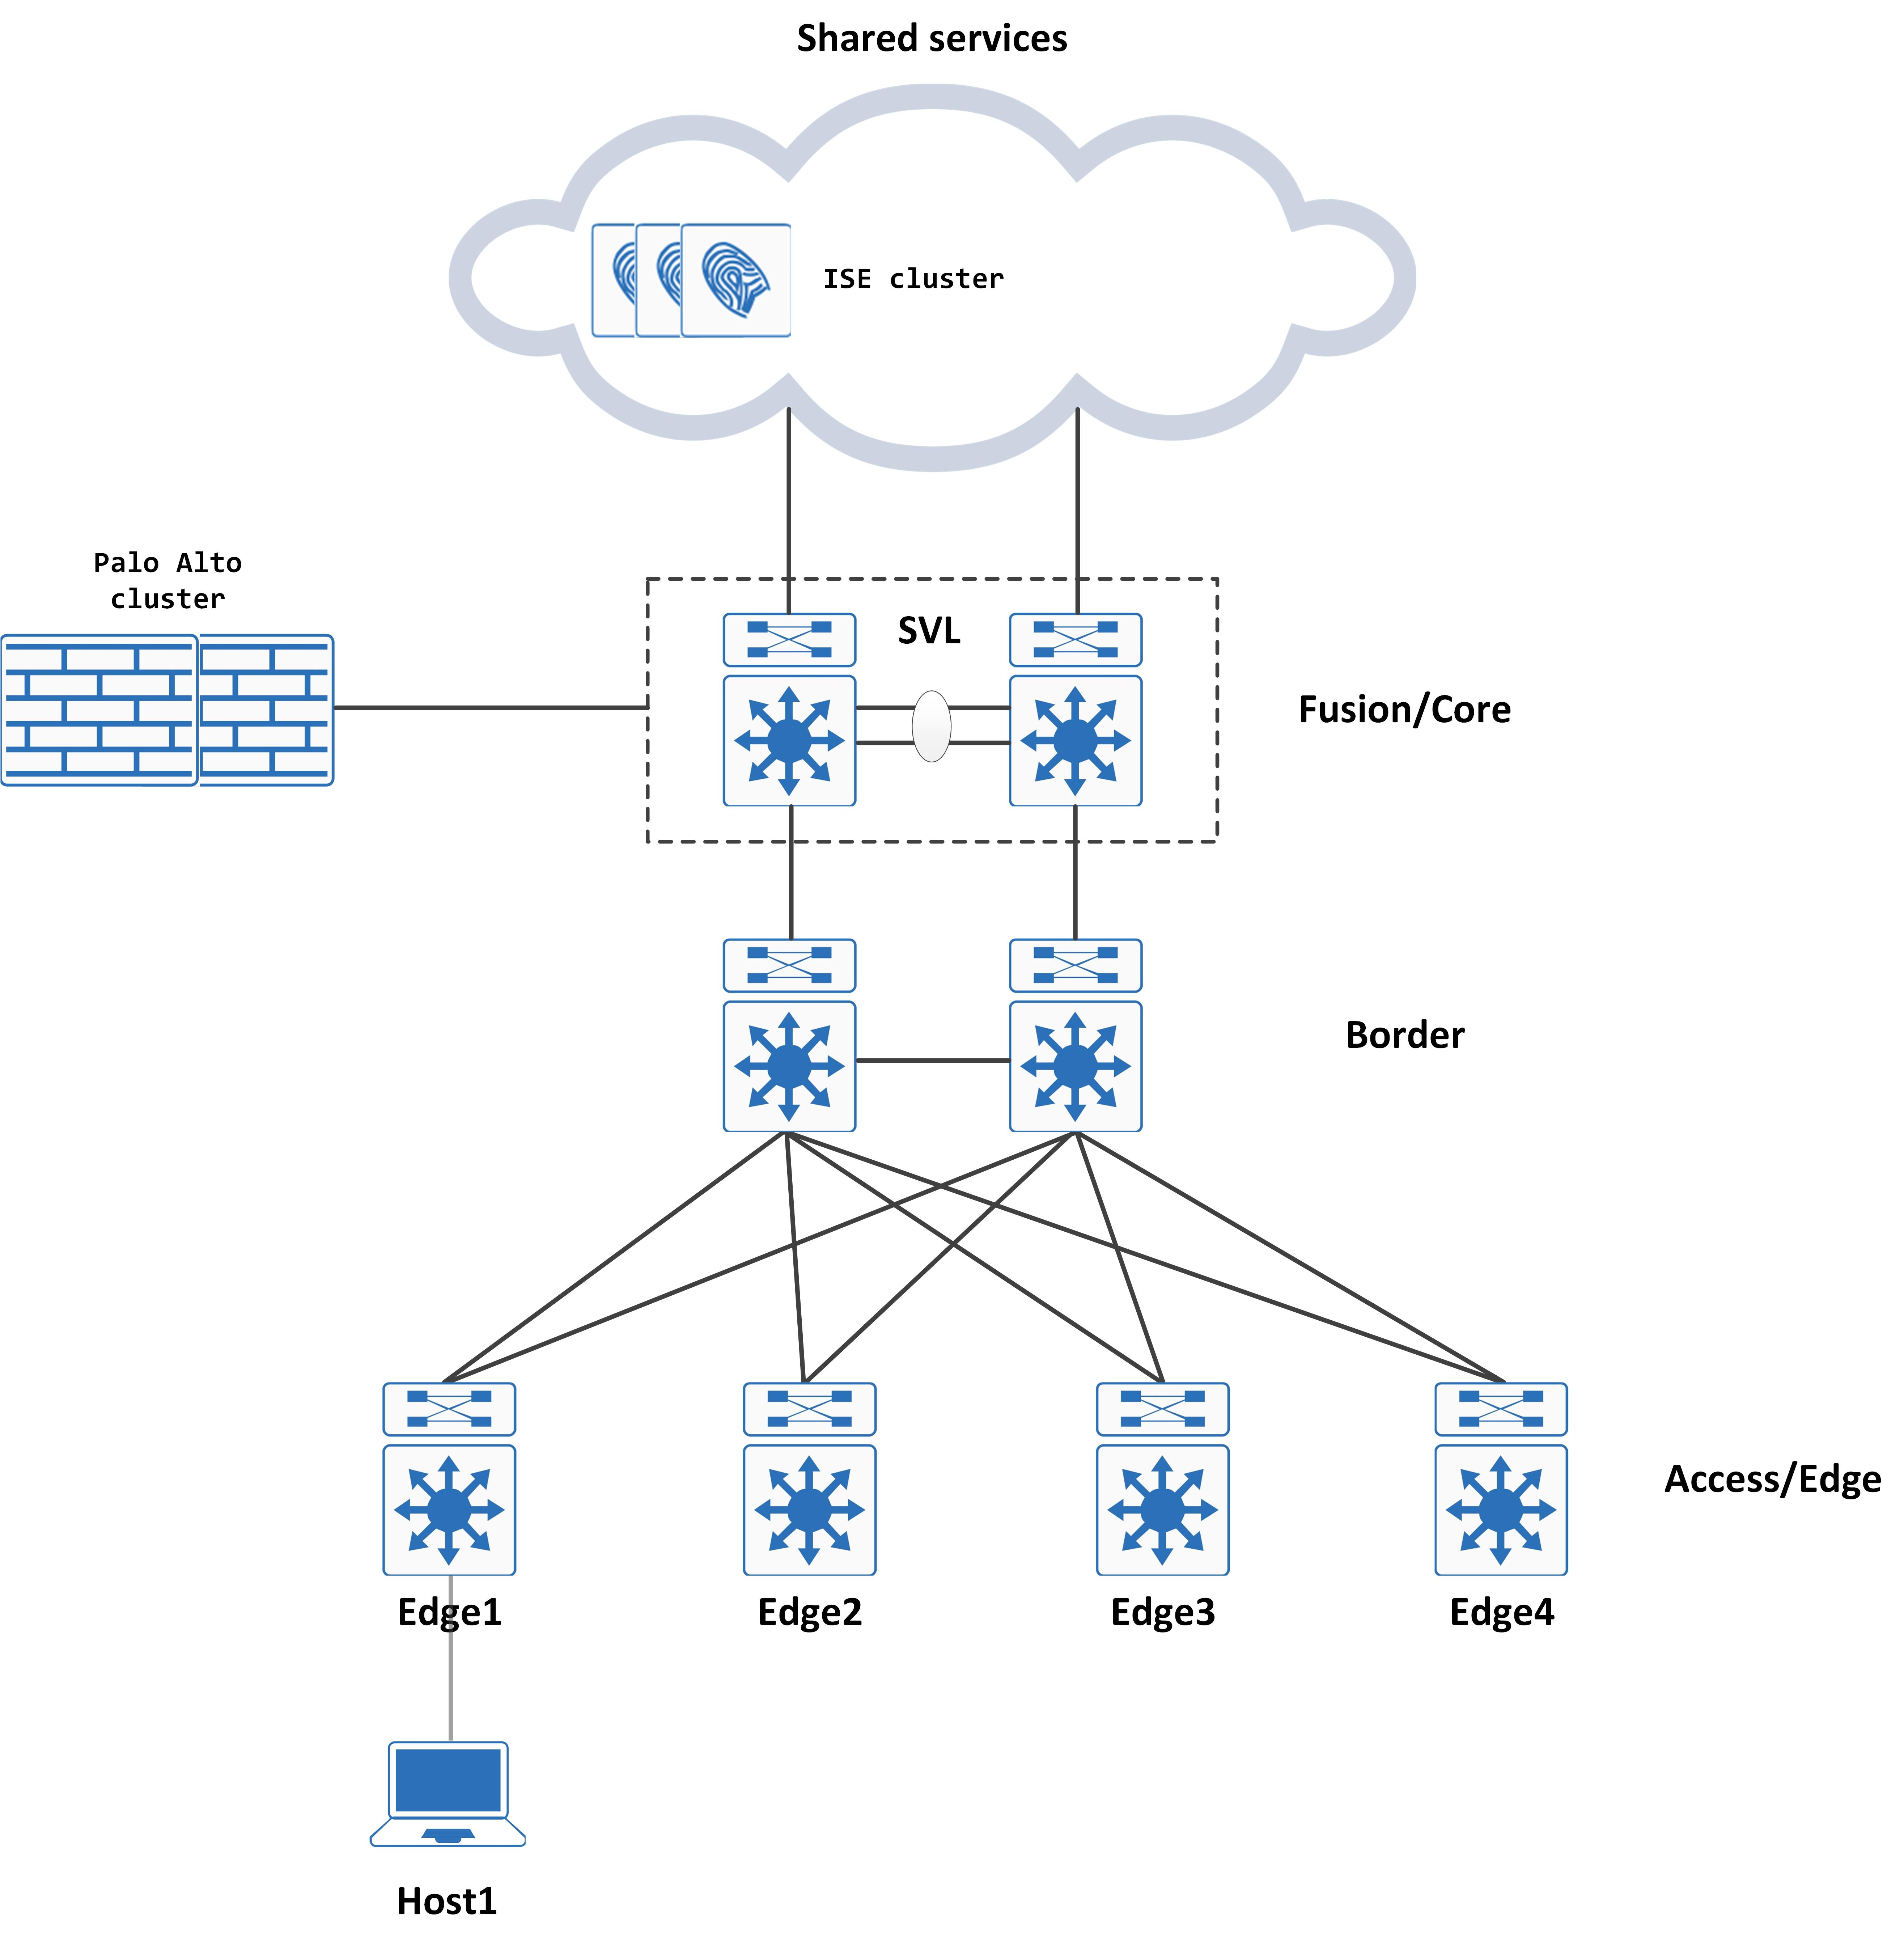 Shared services
ISE cluster
Palo Alto
cluster
SVL
Fusion/Core
Border
Access/Edge
Edge1
Edge2
Edge3
Edge4
Host1